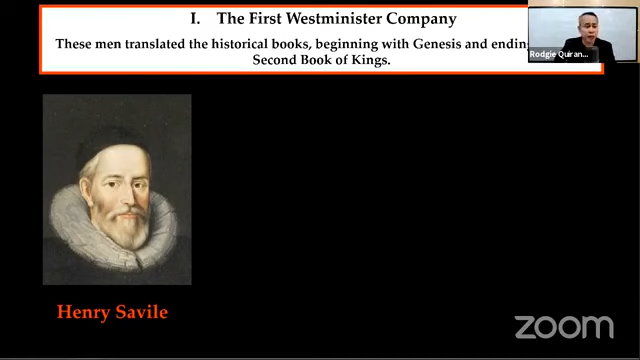 I. The First Westminister Company
These men translated the historical books, beginning with Genesis and ending
Second Book of Kings.
Rodgie Quiran...
Henry Savile
zoom